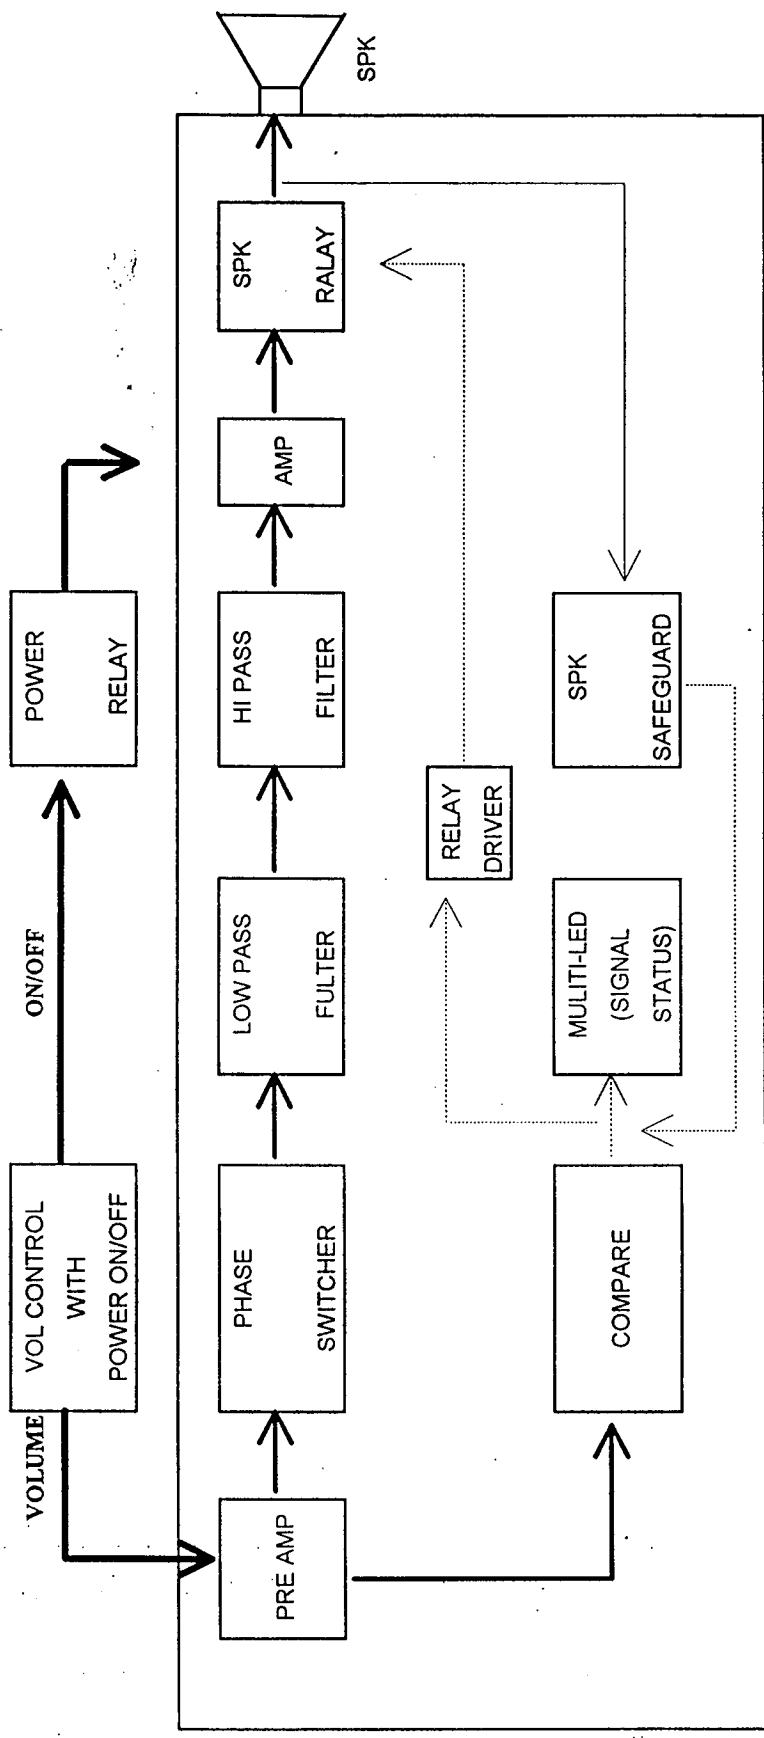 VOL CONTROL
WITH
POWER ON/OFF
VOLUME
ON/OFF
POWER
RELAY
PRE AMP
PHASE
SWITCHER
LOW PASS
FULTER
HI PASS
FILTER
AMP
SPK
RALAY
SPK
RELAY
DRIVER
COMPARE
MULITI-LED
(SIGNAL
STATUS)
SPK
SAFEGUARD